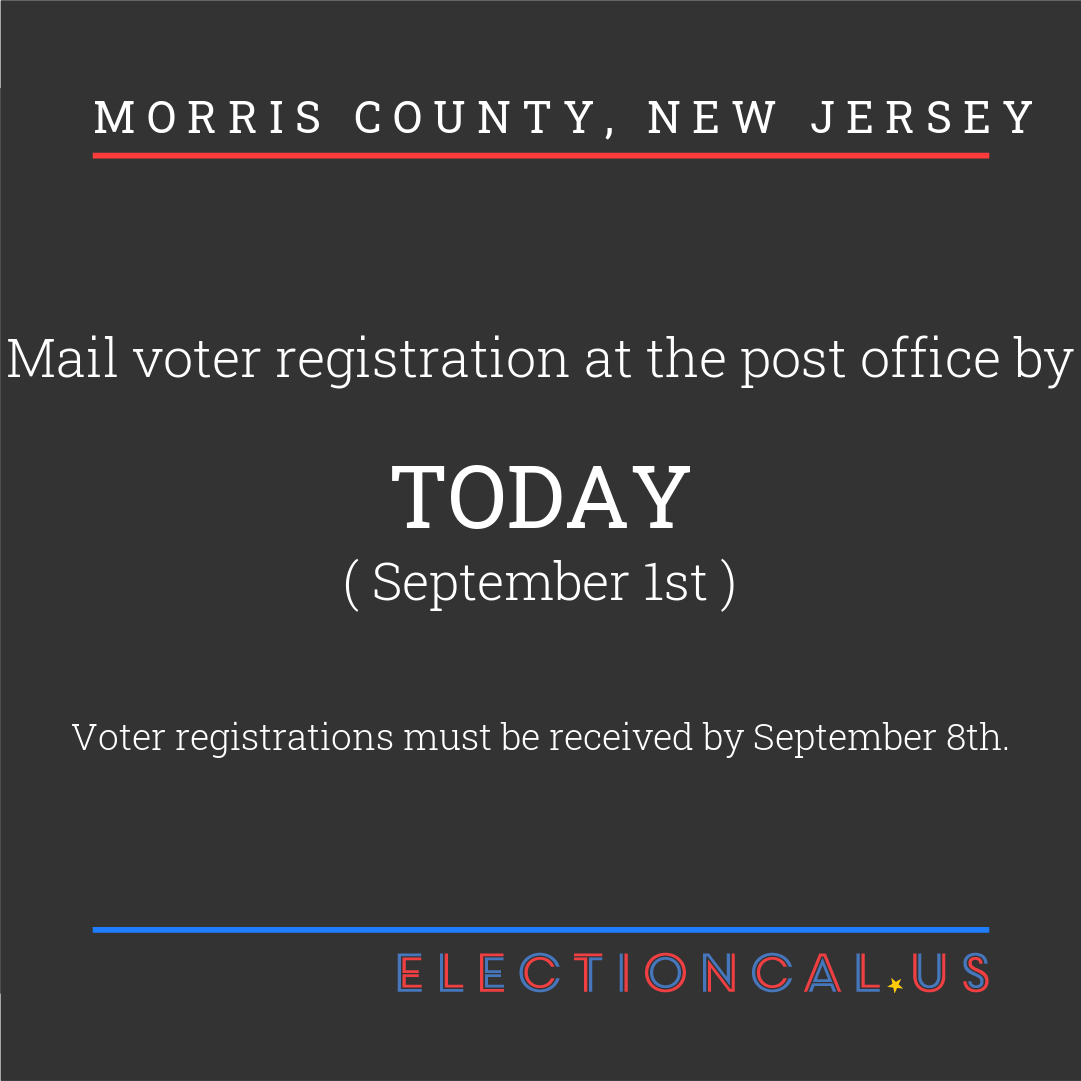 MORRIS COUNTY, NEW JERSEY
Mail voter registration at the post office by
TODAY
( September 1st )
Voter registrations must be received by September 8th.
ELECTIONCAL.US